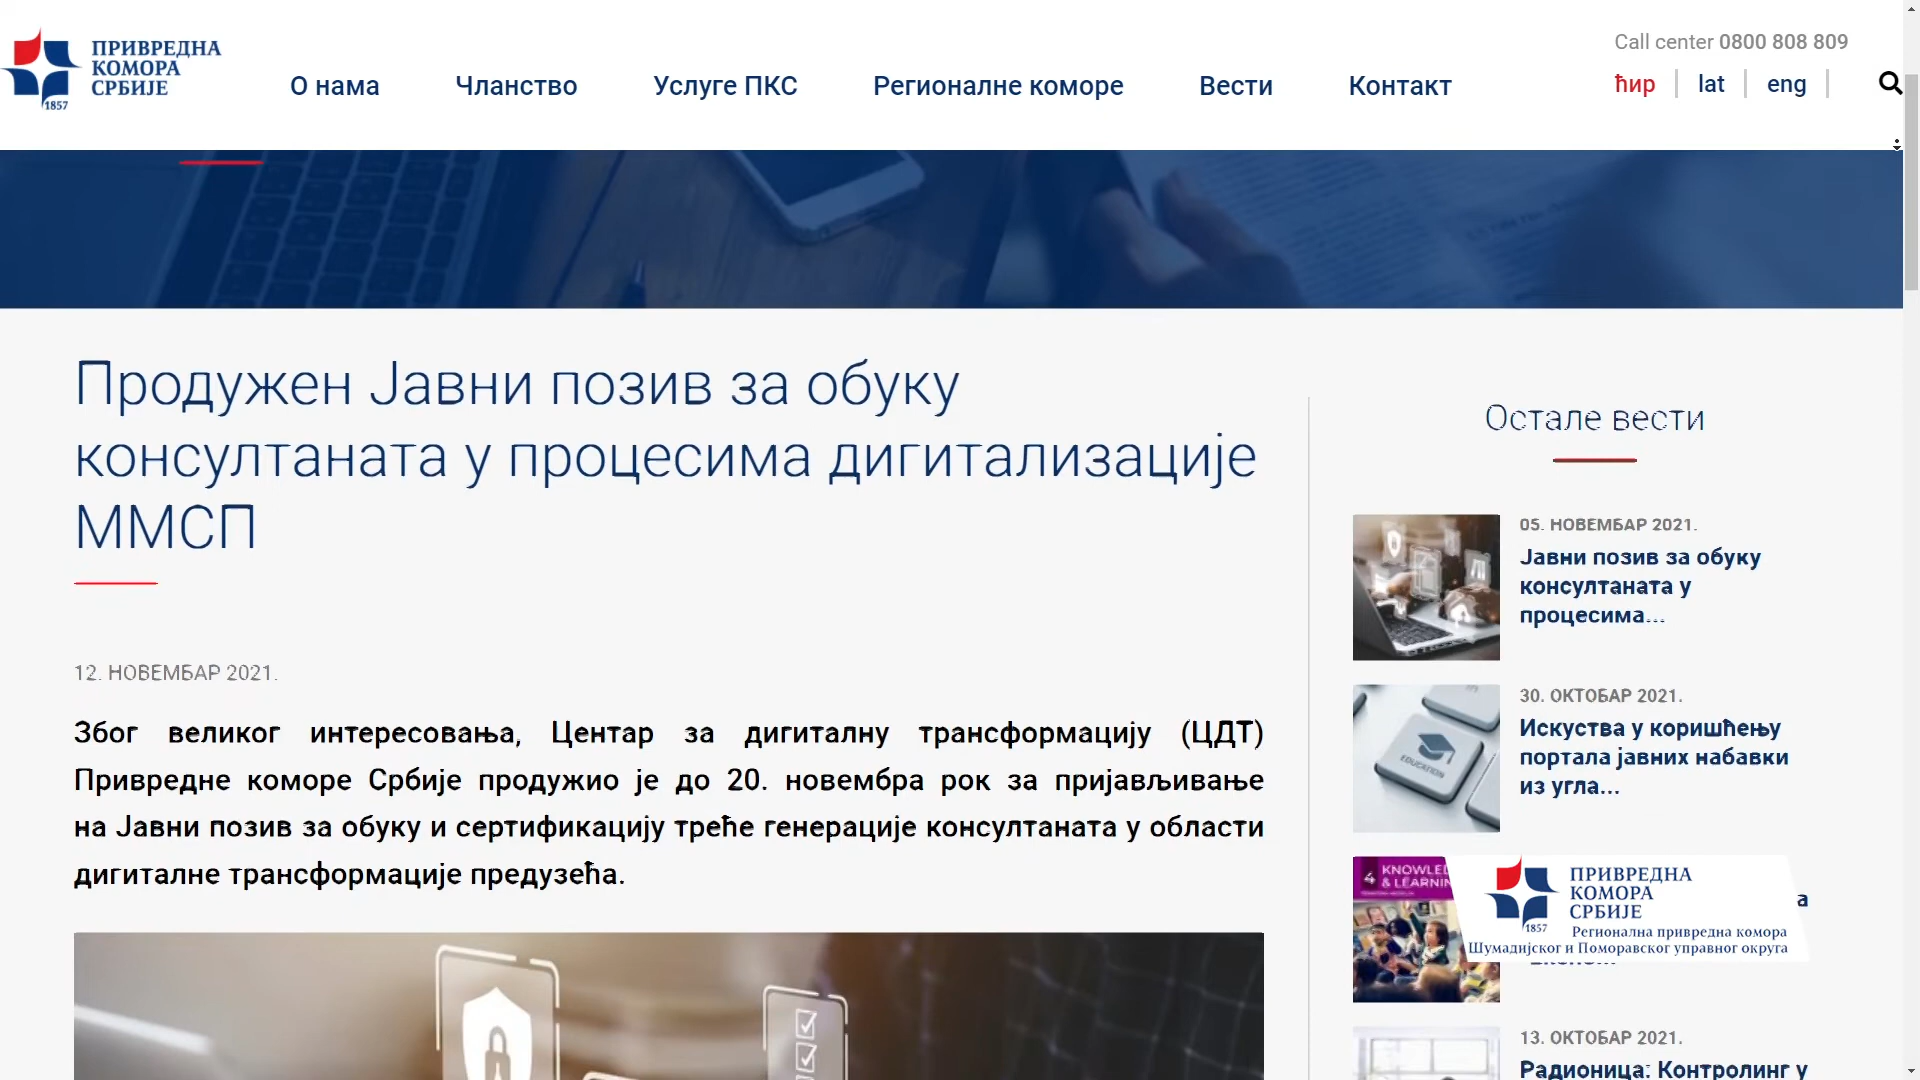 ПРИВРЕДНА
КОМОРА
СРБИЈЕ
1857
О нама
Чланство
Услуге ПКС
Регионалне коморе
Вести
Контакт
Call center 0800 808 809
ћир
lat
eng
Продужен Јавни позив за обуку
консултаната у процесима дигитализације
ММСП
12. НОВЕМБАР 2021.
Због великог интересовања, Центар за дигиталну трансформацију (ЦДТ)
Привредне коморе Србије продужио је до 20. новембра рок за пријављивање
на Јавни позив за обуку и сертификацију треће генерације консултаната у области
дигиталне трансформације предузећа.
Остале вести
05. НОВЕМБАР 2021.
Јавни позив за обуку
консултаната у
процесима...
EDUCATION
30. ОКТОБАР 2021.
Искуства у коришћењу
портала јавних набавки
из угла...
4
KNOWLED
& LEARNIN
а
ПРИВРЕДНА
КОМОРА
СРБИЈЕ
1857
Регионална привредна комора
Шумадијског и Поморавског управног округа
13. ОКТОБАР 2021.
Радионица: Контролинг у